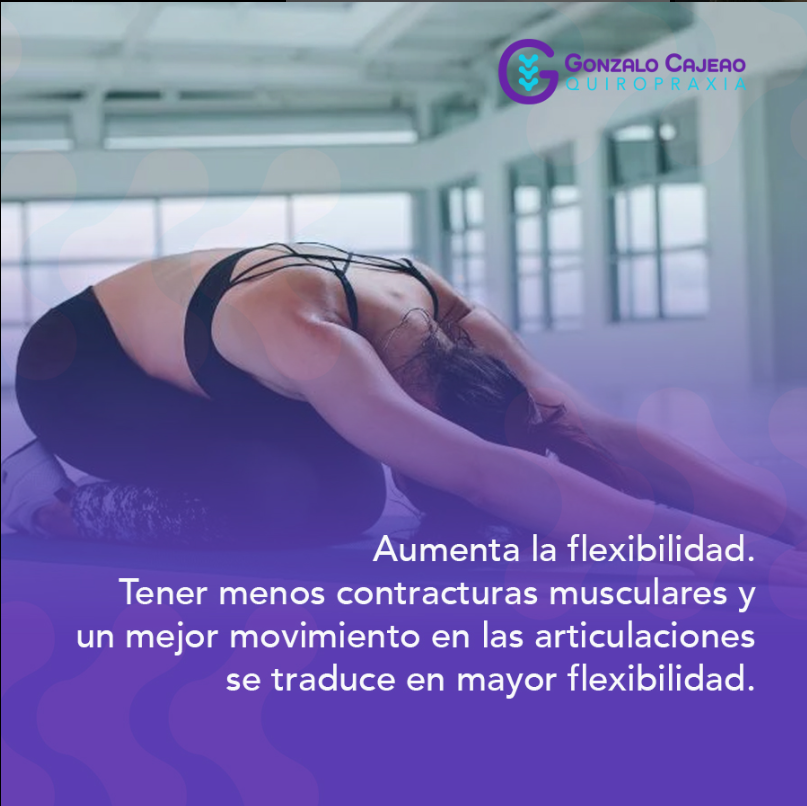 GONZALO CAJERO
QUIROPRAXIA
Aumenta la flexibilidad.
Tener menos contracturas musculares y
un mejor movimiento en las articulaciones
se traduce en mayor flexibilidad.